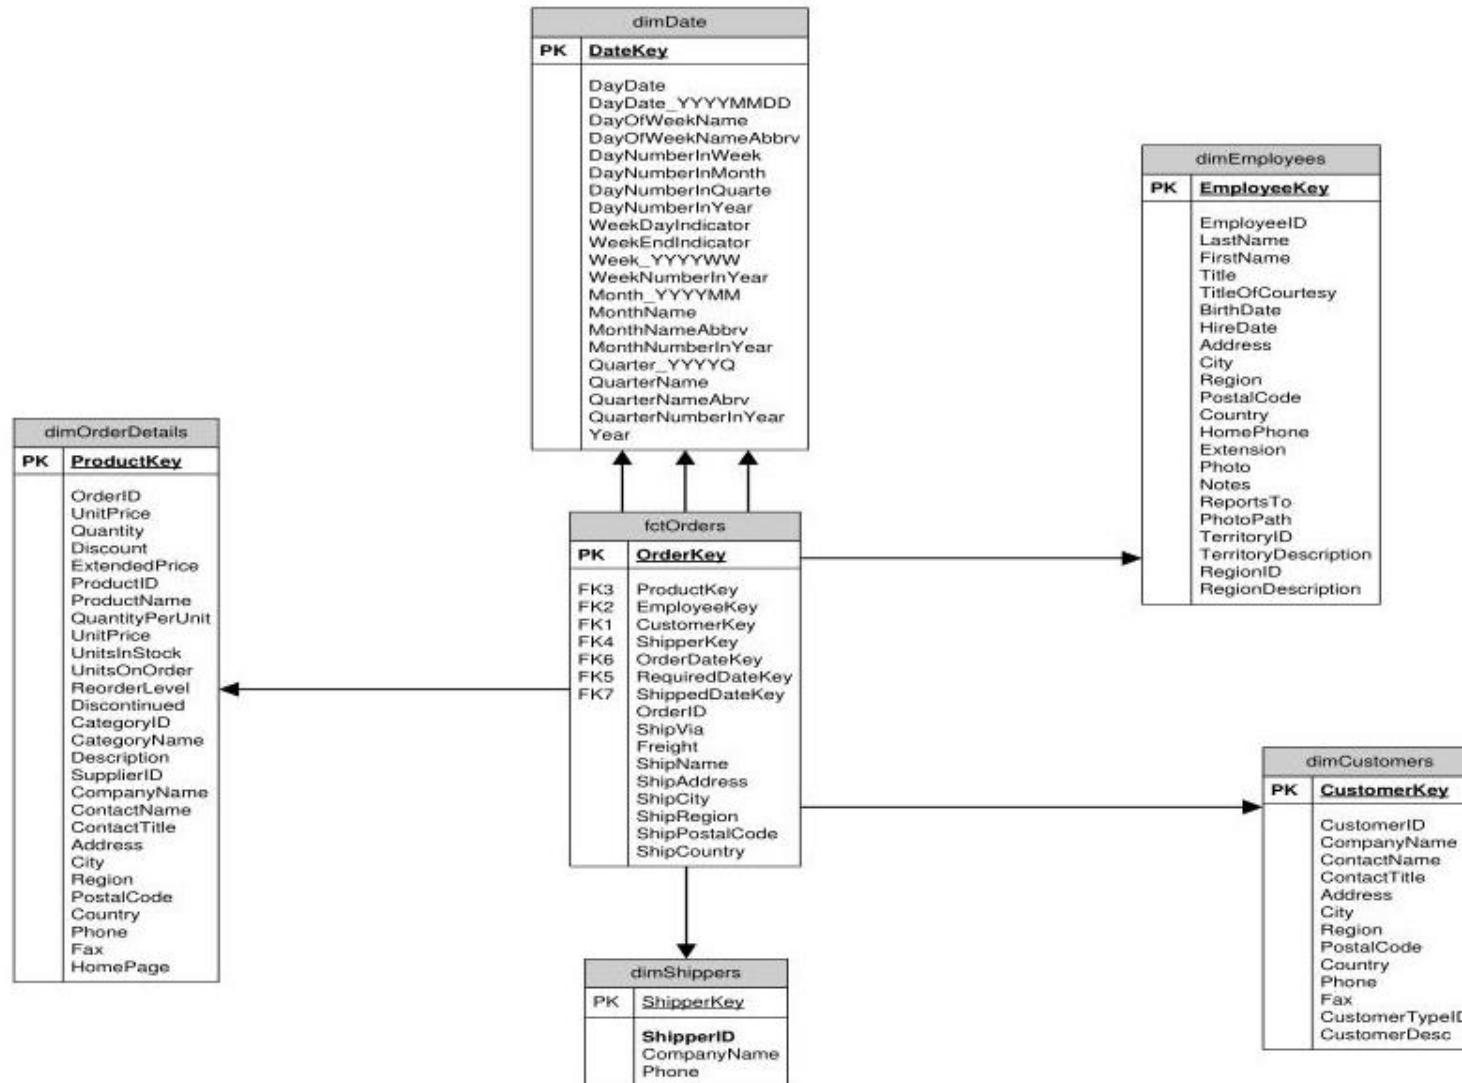 dimDate
PK DateKey
DayDate
DayDate_YYYYMMDD
DayOfWeekName
DayOfWeekNameAbbrv
DayNumberInWeek
DayNumberInMonth
DayNumberInQuarte
DayNumberInYear
WeekDayIndicator
WeekEndIndicator
Week_YYYYWW
WeekNumberInYear
Month_YYYYMM
MonthName
MonthNameAbbrv
MonthNumberInYear
Quarter_YYYYQ
QuarterName
QuarterNameAbrv
QuarterNumberInYear
Year
dimEmployees
PK EmployeeKey
EmployeeID
LastName
FirstName
Title
TitleOfCourtesy
BirthDate
HireDate
Address
City
Region
PostalCode
Country
HomePhone
Extension
Photo
Notes
ReportsTo
PhotoPath
TerritoryID
TerritoryDescription
RegionID
RegionDescription
dimOrderDetails
PK ProductKey
OrderID
UnitPrice
Quantity
Discount
ExtendedPrice
ProductID
ProductName
QuantityPerUnit
UnitPrice
UnitsInStock
UnitsOnOrder
ReorderLevel
Discontinued
CategoryID
CategoryName
Description
SupplierID
CompanyName
ContactName
ContactTitle
Address
City
Region
PostalCode
Country
Phone
Fax
HomePage
fctOrders
PK OrderKey
FK3 ProductKey
FK2 EmployeeKey
FK1 CustomerKey
FK4 ShipperKey
FK6 OrderDateKey
FK5 RequiredDateKey
FK7 ShippedDateKey
OrderID
ShipVia
Freight
ShipName
ShipAddress
ShipCity
ShipRegion
ShipPostalCode
ShipCountry
dimCustomers
PK CustomerKey
CustomerID
CompanyName
ContactName
ContactTitle
Address
City
Region
PostalCode
Country
Phone
Fax
CustomerTypeID
CustomerDesc
dimShippers
PK ShipperKey
ShipperID
CompanyName
Phone